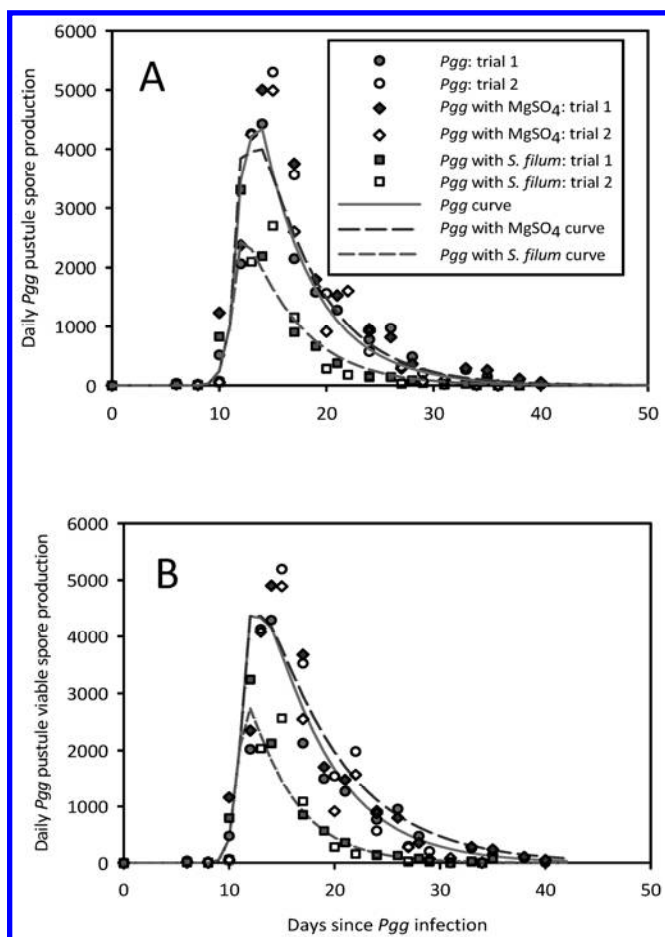 A
Pgg: trial 1
Pgg: trial 2
Pgg with MgSO4: trial 1
Pgg with MgSO4: trial 2
Pgg with S. filum: trial 1
Pgg with S. filum: trial 2
Pgg curve
Pgg with MgSO4 curve
Pgg with S. filum curve
Daily Pgg pustule spore production
6000
5000
4000
3000
2000
1000
0
0 10 20 30 40 50
B
Daily Pgg pustule viable spore production
6000
5000
4000
3000
2000
1000
0
0 10 20 30 40 50
Days since Pgg infection